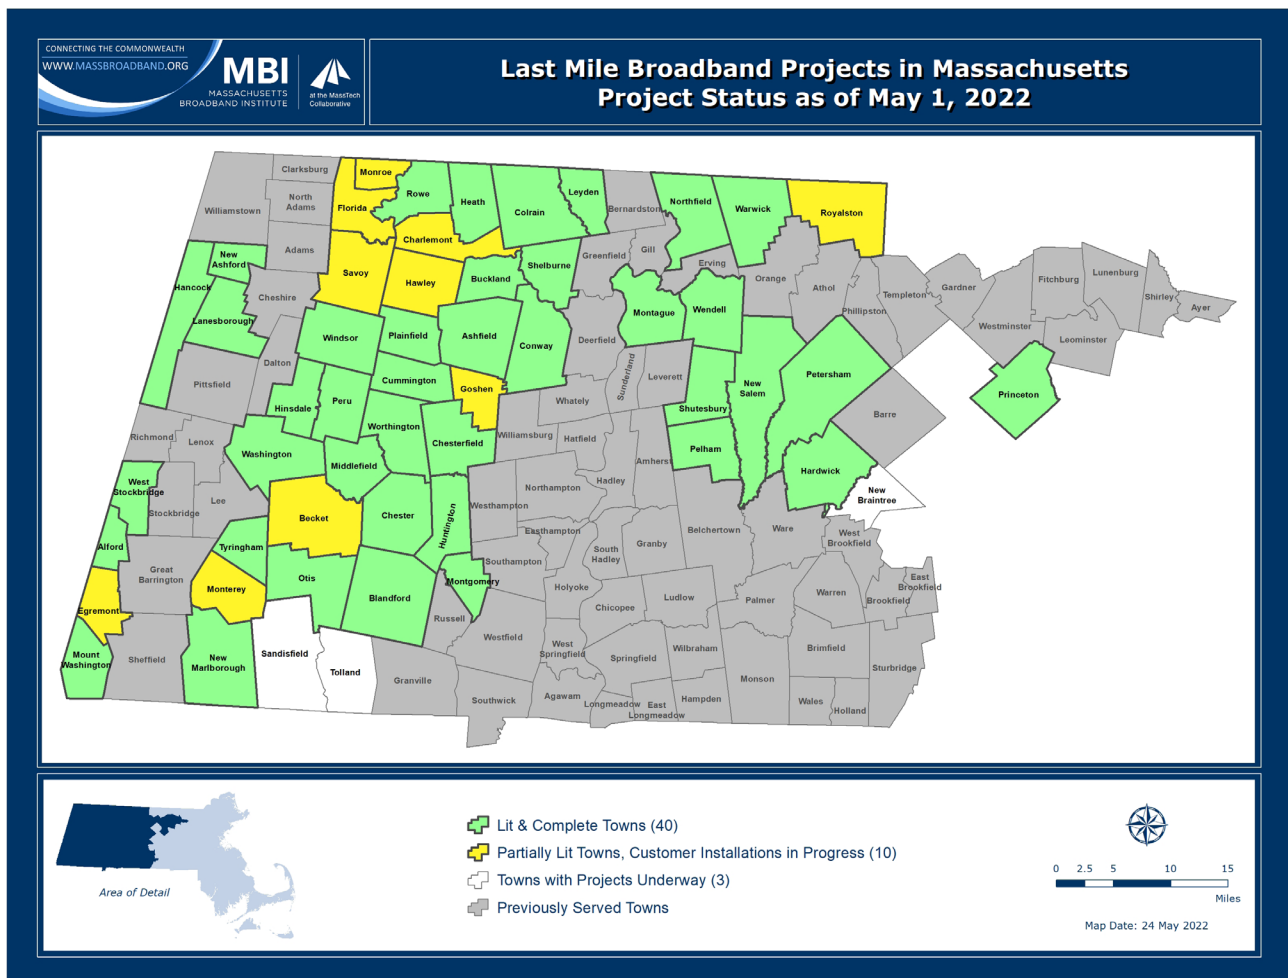 CONNECTING THE COMMONWEALTH
WWW.MASSBROADBAND.ORG
MBI
MASSACHUSETTS
BROADBAND INSTITUTE
at the MassTech
Collaborative
Last Mile Broadband Projects in Massachusetts
Project Status as of May 1, 2022
Williamstown
Clarksburg
North
Adams
Adams
Monroe
Florida
Rowe
Heath
Colrain
Leyden
Bernardston
Northfield
Warwick
Royalston
Charlemont
Savoy
Hawley
Buckland
Shelburne
Greenfield
Gill
Erving
Orange
Athol
Phillipston
Templeton
Gardner
Westminster
Fitchburg
Lunenburg
Leominster
Shirley
Ayer
New
Ashford
Hancock
Cheshire
Lanesborough
Windsor
Plainfield
Ashfield
Conway
Deerfield
Montague
Wendell
Petersham
Princeton
Pittsfield
Dalton
Hinsdale
Peru
Cummington
Goshen
Whately
Sunderland
Leverett
Shutesbury
New
Salem
Barre
Richmond
Lenox
Washington
Worthington
Middlefield
Chesterfield
Williamsburg
Hatfield
Amherst
Pelham
Hardwick
New
Braintree
West
Stockbridge
Stockbridge
Lee
Becket
Chester
Huntington
Westhampton
Northampton
Hadley
Easthampton
South
Hadley
Granby
Belchertown
Ware
West
Brookfield
Alford
Great
Barrington
Tyringham
Otis
Blandford
Montgomery
Southampton
Holyoke
Chicopee
Ludlow
Palmer
Warren
Brookfield
East
Brookfield
Egremont
Monterey
Russell
Westfield
West
Springfield
Springfield
Wilbraham
Monson
Brimfield
Sturbridge
Mount
Washington
Sheffield
New
Marlborough
Sandisfield
Tolland
Granville
Southwick
Agawam
Longmeadow
East
Longmeadow
Hampden
Wales
Holland
Area of Detail
Lit & Complete Towns (40)
Partially Lit Towns, Customer Installations in Progress (10)
Towns with Projects Underway (3)
Previously Served Towns
0 2.5 5 10 15
Miles
Map Date: 24 May 2022